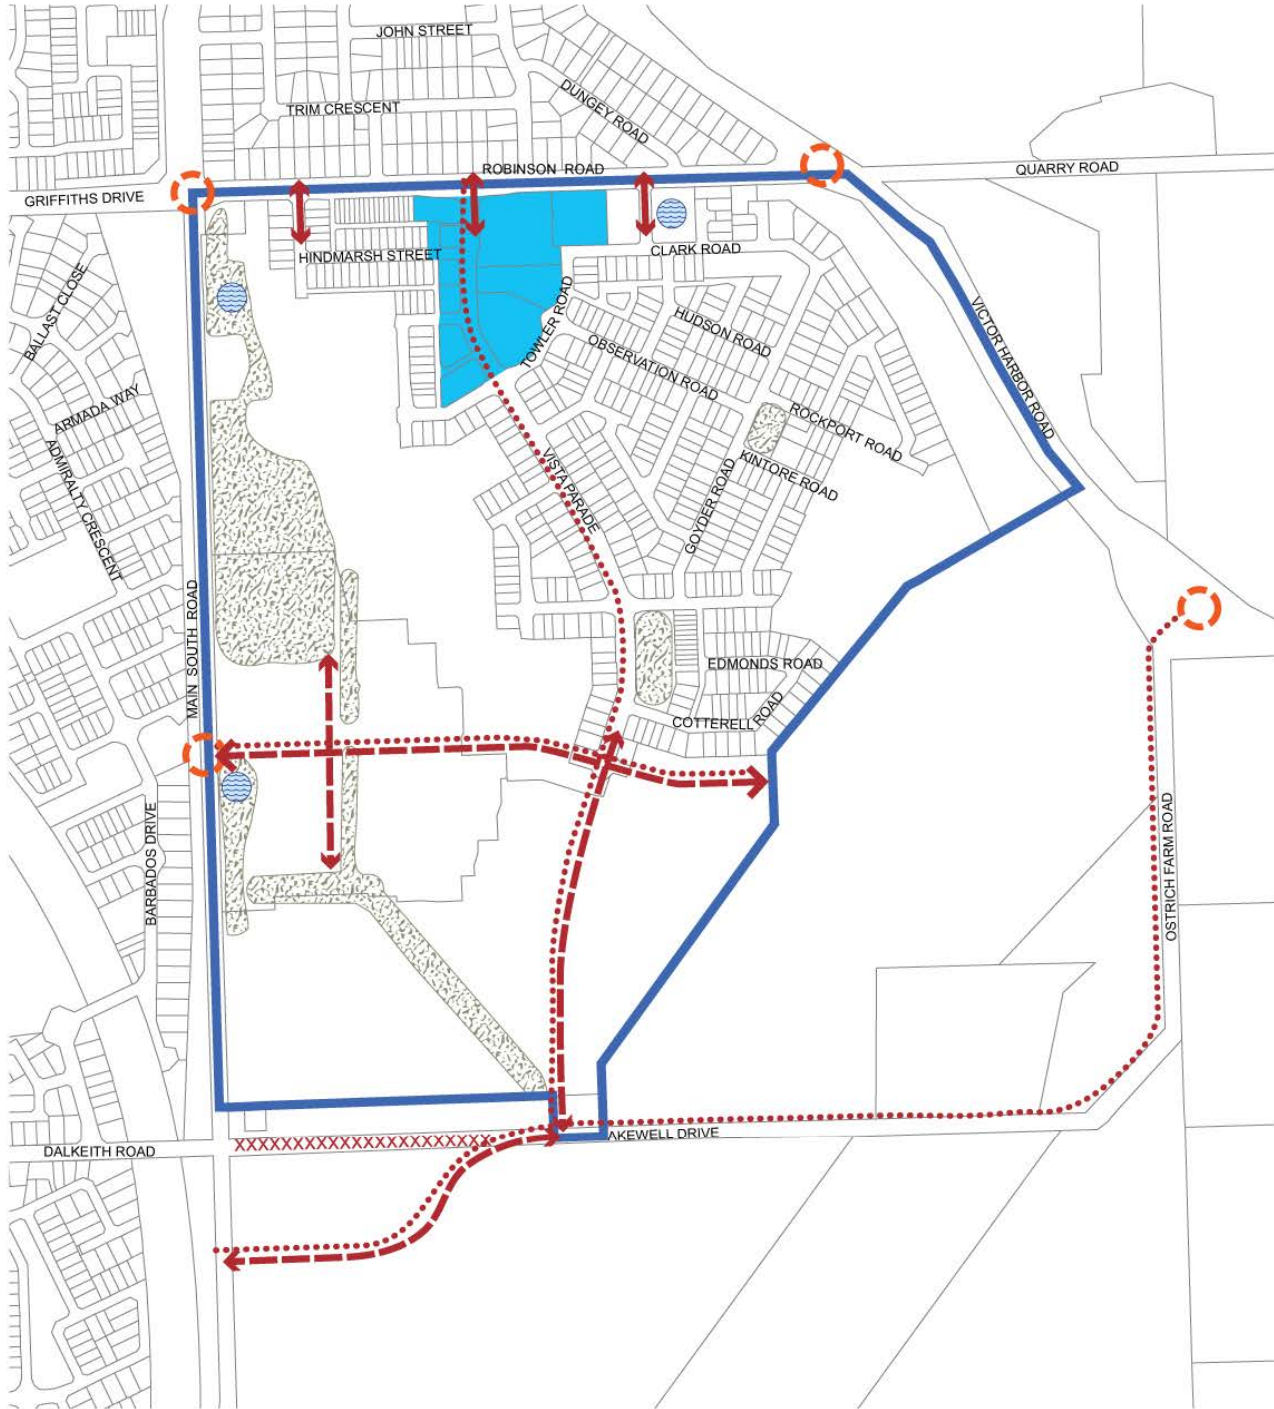 JOHN STREET
DUNGEY ROAD
TRIM CRESCENT
ROBINSON ROAD
QUARRY ROAD
GRIFFITHS DRIVE
HINDMARSH STREET
CLARK ROAD
BALLAST CLOSE
TOWLER ROAD
HUDSON ROAD
VICTOR HARBOR ROAD
OBSERVATION ROAD
ARMADA WAY
ROCKPORT ROAD
ADMIRALTY CRESCENT
VISTA PARADE
KINTORE ROAD
GOYDER ROAD
MAIN SOUTH ROAD
EDMONDS ROAD
COTTERELL ROAD
BARBADOS DRIVE
OSTRICH FARM ROAD
AKEWELL DRIVE
DALKEITH ROAD
XXXXXXXXXXXXXXXXXXXXXX